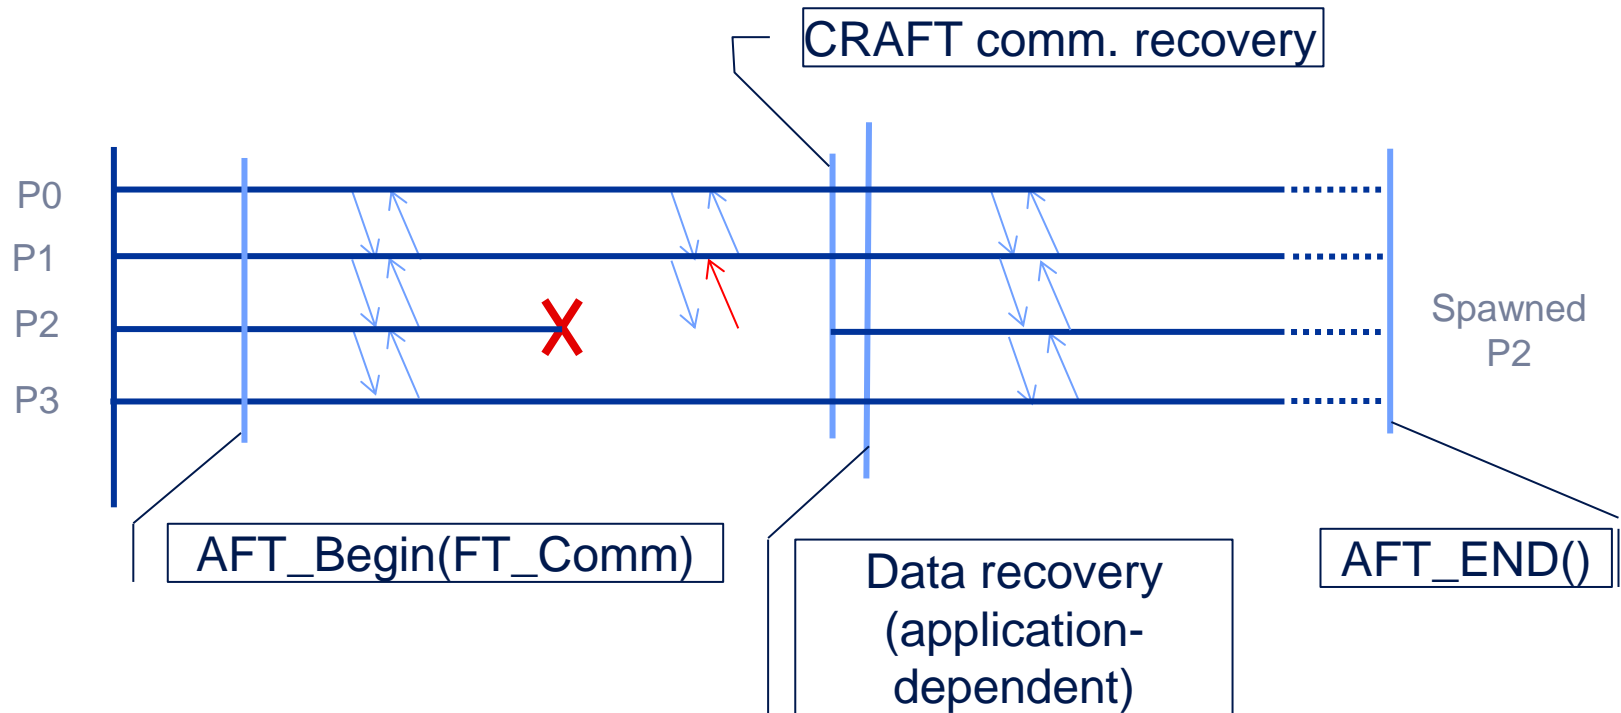 CRAFT comm. recovery
P0
P1
P2
P3
Spawned
P2
AFT_Begin(FT_Comm)
Data recovery
(application-
dependent)
AFT_END()